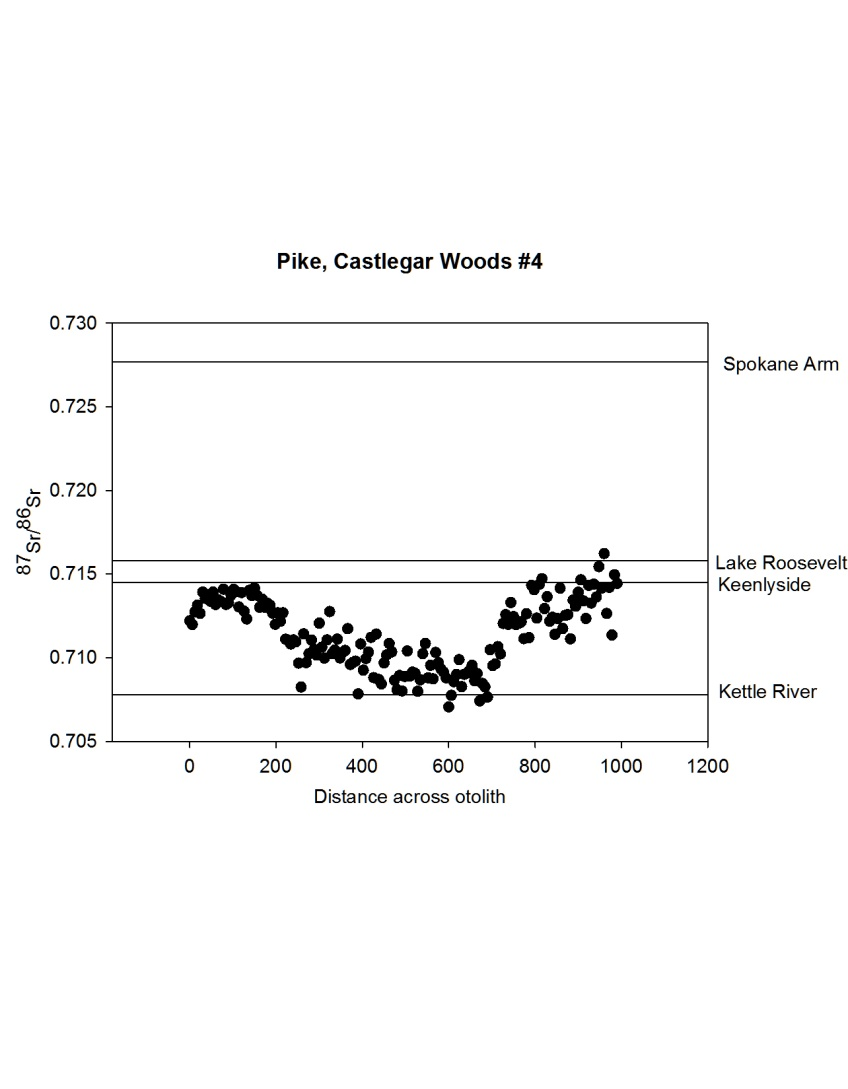 Pike, Castlegar Woods #4
0.730
0.725
0.720
0.715
0.710
0.705
87Sr/86Sr
Spokane Arm
Lake Roosevelt
Keenlyside
Kettle River
0 200 400 600 800 1000 1200
Distance across otolith